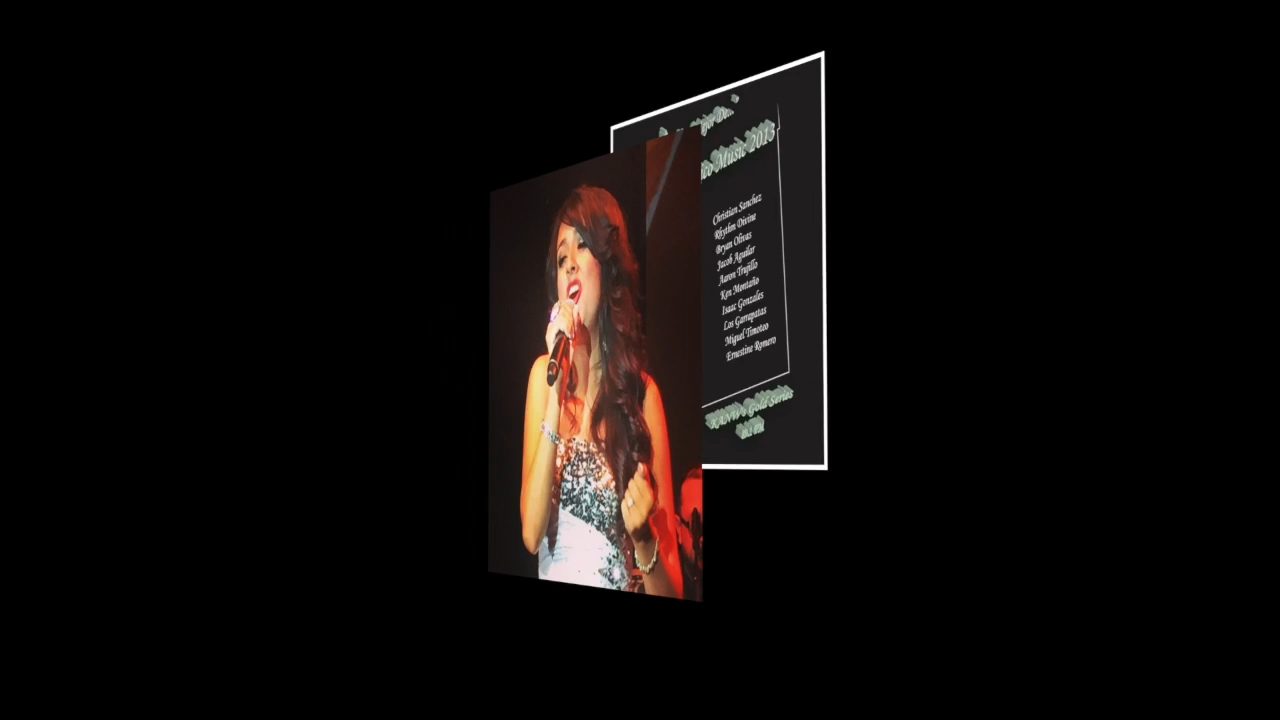 Music 2013
Christian Sanchez
Rhythm Divine
Bryan Olivas
Jacob Aguilar
Aaron Trujillo
Ken Montaño
Isaac Gonzales
Los Garrapatas
Miguel Timoteo
Ernestine Romero
KANW's Gold Series